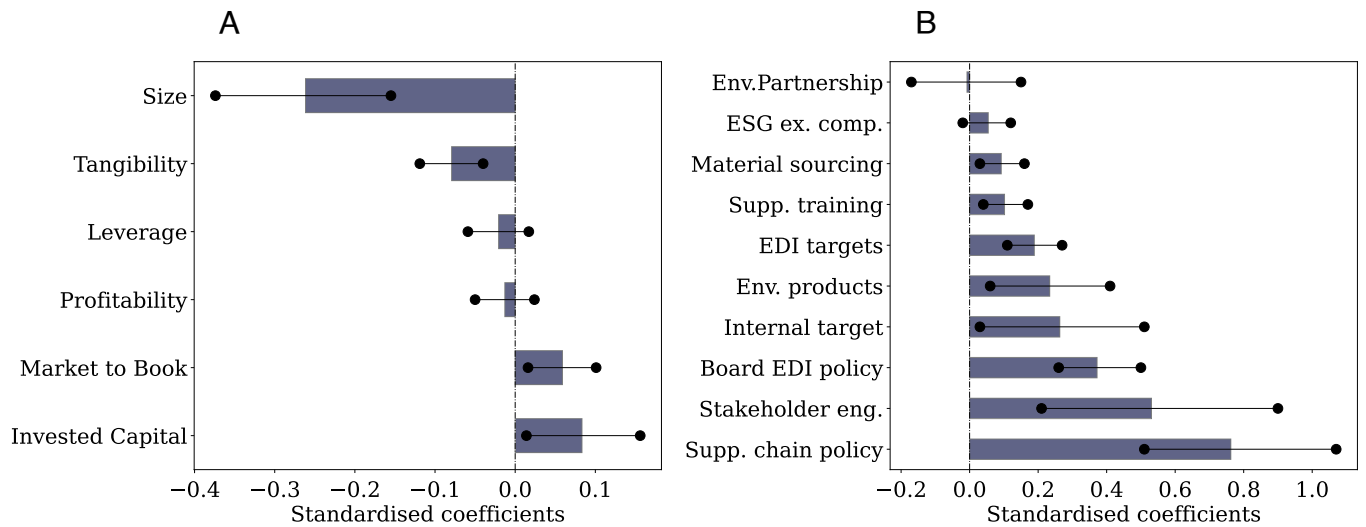 A
Size
Tangibility
Leverage
Profitability
Market to Book
Invested Capital
−0.4 −0.3 −0.2 −0.1 0.0 0.1
Standardised coefficients
B
Env.Partnership
ESG ex. comp.
Material sourcing
Supp. training
EDI targets
Env. products
Internal target
Board EDI policy
Stakeholder eng.
Supp. chain policy
−0.2 0.0 0.2 0.4 0.6 0.8 1.0
Standardised coefficients